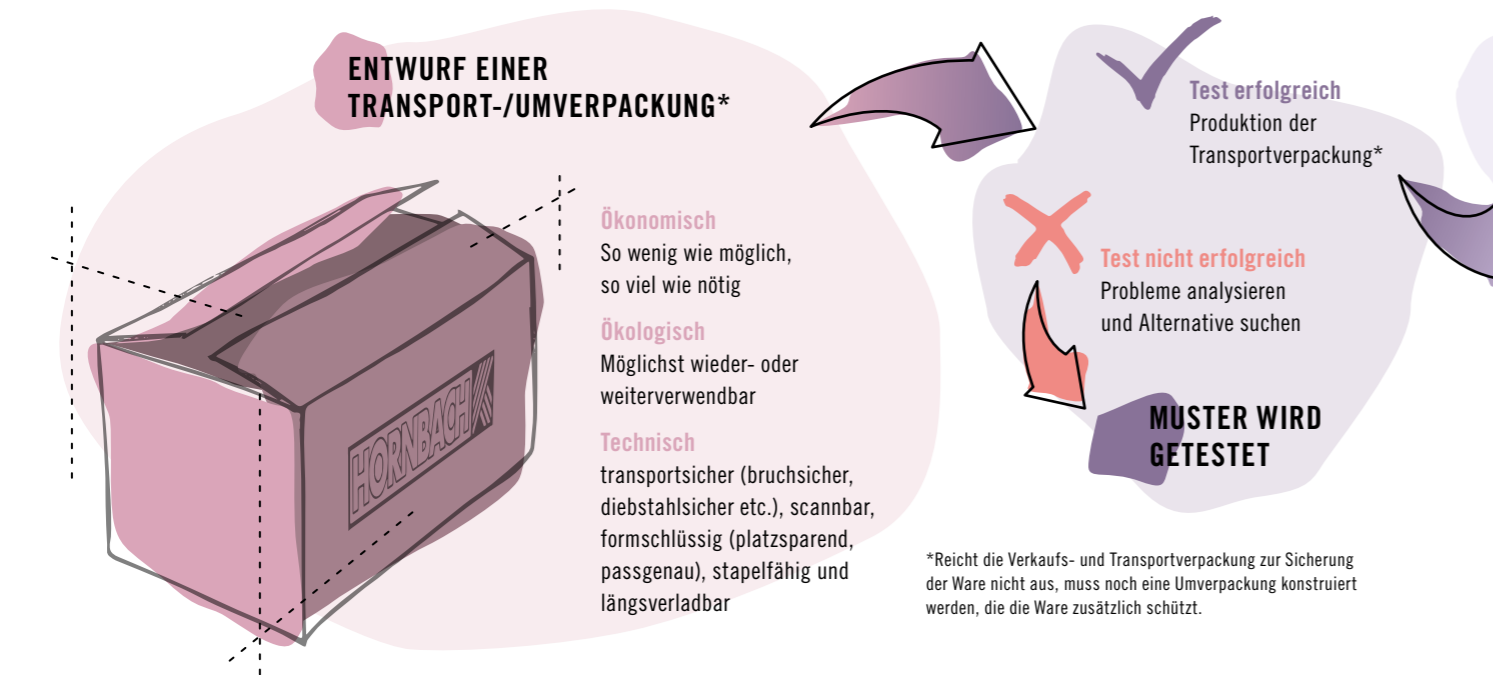 ENTWURF EINER
TRANSPORT-/UMVERPACKUNG*
Ökonomisch
So wenig wie möglich,
so viel wie nötig
Ökologisch
Möglichst wieder- oder
weiterverwendbar
Technisch
transportsicher (bruchsicher,
diebstahlsicher etc.), scannbar,
formschlüssig (platzsparend,
passgenau), stapelfähig und
längsverladbar
HORNBACH
Test erfolgreich
Produktion der
Transportverpackung*
Test nicht erfolgreich
Probleme analysieren
und Alternative suchen
MUSTER WIRD
GETESTET
*Reicht die Verkaufs- und Transportverpackung zur Sicherung
der Ware nicht aus, muss noch eine Umverpackung konstruiert
werden, die die Ware zusätzlich schützt.